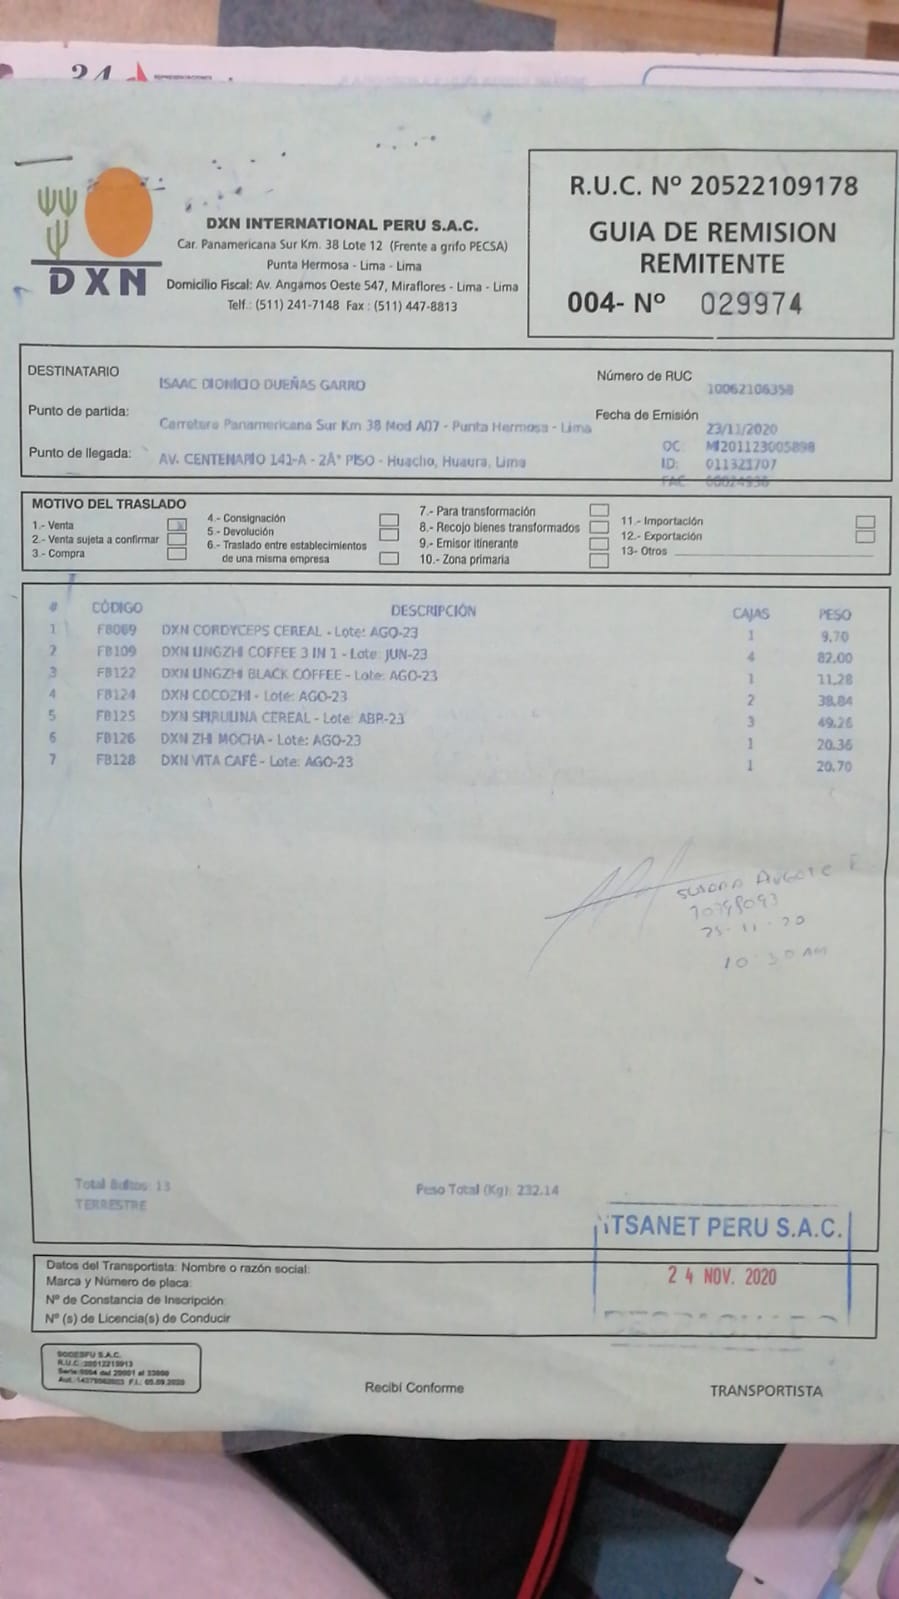 DXN
DXN INTERNATIONAL PERU S.A.C.
Car. Panamericana Sur Km. 38 Lote 12 (Frente a grifo PECSA)
Punta Hermosa - Lima - Lima
Domicilio Fiscal: Av. Angamos Oeste 547, Miraflores - Lima - Lima
Telf.: (511) 241-7148 Fax : (511) 447-8813
R.U.C. Nº 20522109178
GUIA DE REMISION
REMITENTE
004- Nº 029974
DESTINATARIO ISAAC DIONICIO DUEÑAS GARRO Número de RUC 10062106358
Punto de partida: Carretera Panamericana Sur Km 38 Mod A07 - Punta Hermosa - Lima Fecha de Emisión 23/11/2020
OC: MI201123005898
Punto de llegada: AV. CENTENARIO 141-A - 2Â° PISO - Huacho, Huaura, Lima ID: 011321707
FAC
MOTIVO DEL TRASLADO
1.- Venta
2.- Venta sujeta a confirmar
3.- Compra
4.- Consignación
5.- Devolución
6.- Traslado entre establecimientos
de una misma empresa
7.- Para transformación
8.- Recojo bienes transformados
9.- Emisor itinerante
10.- Zona primaria
11.- Importación
12.- Exportación
13- Otros
# CÓDIGO DESCRIPCIÓN CAJAS PESO
1 FB069 DXN CORDYCEPS CEREAL - Lote: AGO-23 1 9.70
2 FB109 DXN LINGZHI COFFEE 3 IN 1 - Lote: JUN-23 4 82.00
3 FB122 DXN LINGZHI BLACK COFFEE - Lote: AGO-23 1 11.28
4 FB124 DXN COCOZHI - Lote: AGO-23 2 38.84
5 FB125 DXN SPIRULINA CEREAL - Lote: ABR-23 3 49.26
6 FB126 DXN ZHI MOCHA - Lote: AGO-23 1 20.36
7 FB128 DXN VITA CAFÉ - Lote: AGO-23 1 20.70
Susana
10:30 AM
Total Bultos: 13 Peso Total (Kg): 232.14
TERRESTRE
ITSANET PERU S.A.C.
24 NOV. 2020
Datos del Transportista: Nombre o razón social:
Marca y Número de placa:
Nº de Constancia de Inscripción
Nº (s) de Licencia(s) de Conducir
Recibí Conforme
TRANSPORTISTA